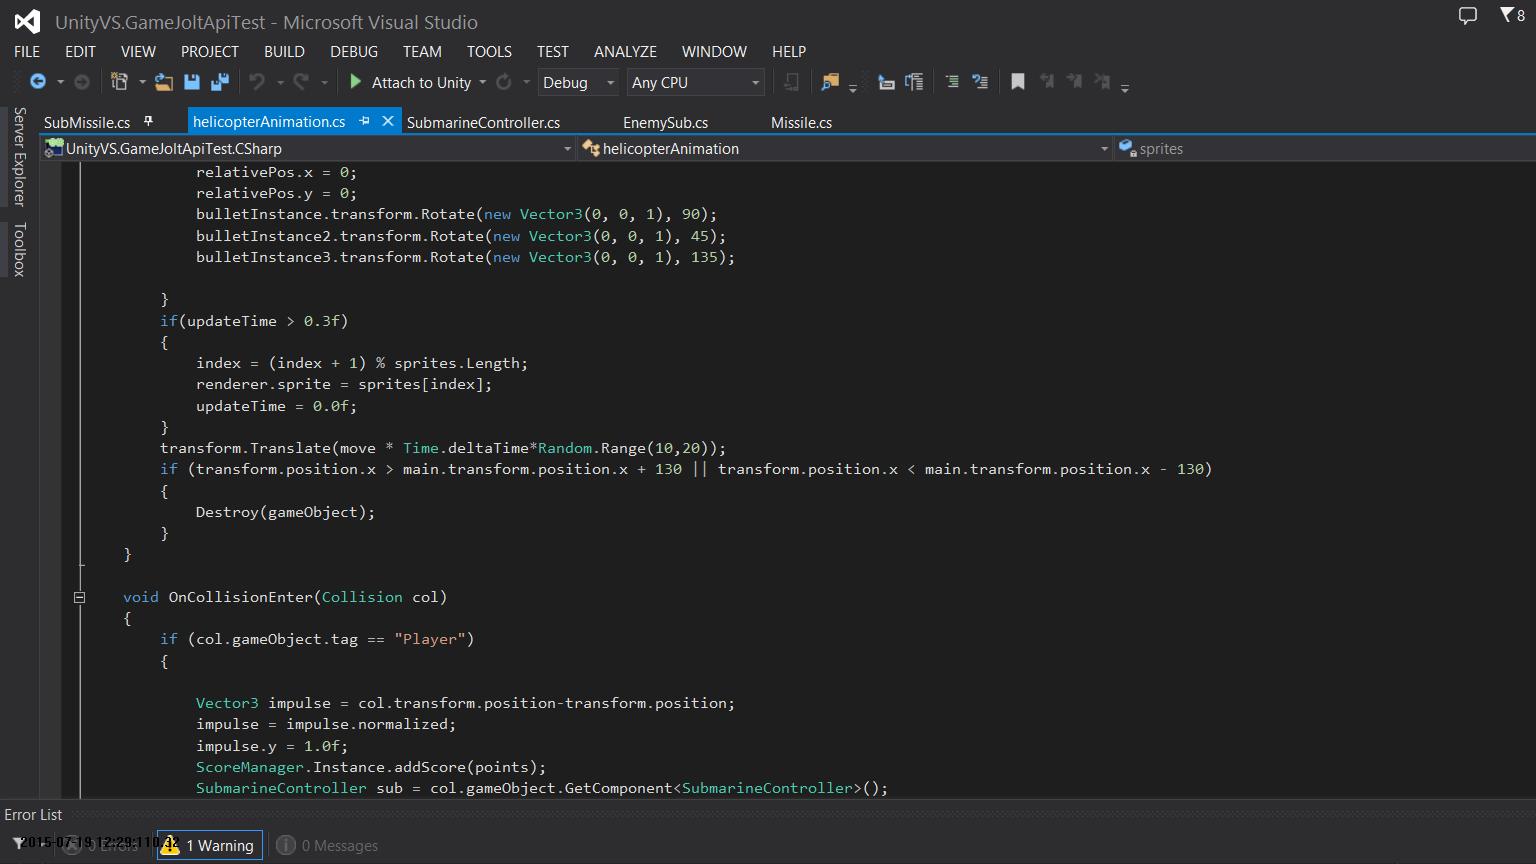 UnityVS.GameJoltApiTest - Microsoft Visual Studio
8
FILE EDIT VIEW PROJECT BUILD DEBUG TEAM TOOLS TEST ANALYZE WINDOW HELP
Attach to Unity Debug Any CPU
Server Explorer
Toolbox
SubMissile.cs helicopterAnimation.cs SubmarineController.cs EnemySub.cs Missile.cs
UnityVS.GameJoltApiTest.CSharp helicopterAnimation sprites
relativePos.x = 0;
relativePos.y = 0;
bulletInstance.transform.Rotate(new Vector3(0, 0, 1), 90);
bulletInstance2.transform.Rotate(new Vector3(0, 0, 1), 45);
bulletInstance3.transform.Rotate(new Vector3(0, 0, 1), 135);
}
if(updateTime > 0.3f)
{
index = (index + 1) % sprites.Length;
renderer.sprite = sprites[index];
updateTime = 0.0f;
}
transform.Translate(move * Time.deltaTime*Random.Range(10,20));
if (transform.position.x > main.transform.position.x + 130 || transform.position.x < main.transform.position.x - 130)
{
Destroy(gameObject);
}
}
void OnCollisionEnter(Collision col)
{
if (col.gameObject.tag == "Player")
{
Vector3 impulse = col.transform.position-transform.position;
impulse = impulse.normalized;
impulse.y = 1.0f;
ScoreManager.Instance.addScore(points);
SubmarineController sub = col.gameObject.GetComponent<SubmarineController>();
Error List
0 Errors 1 Warning 0 Messages